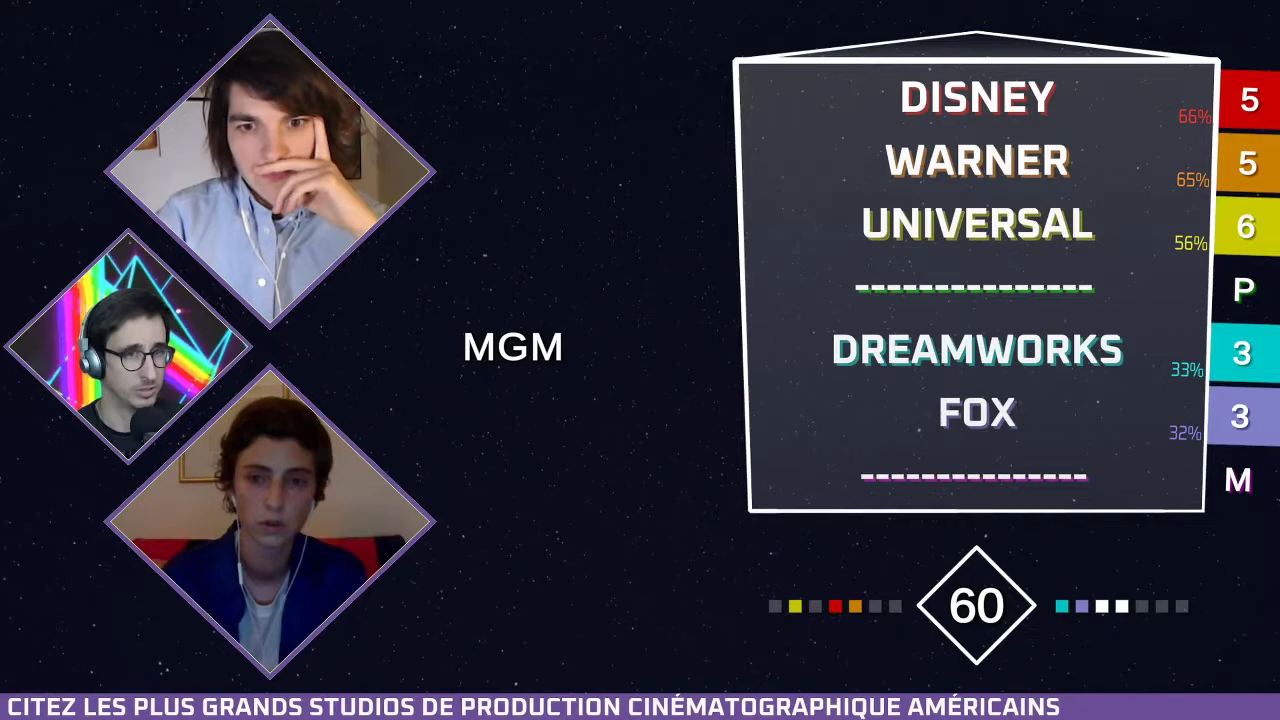 DISNEY
66%
5
WARNER
65%
5
UNIVERSAL
56%
6
---------------
P
MGM
DREAMWORKS
33%
3
FOX
32%
3
---------------
M
60
CITEZ LES PLUS GRANDS STUDIOS DE PRODUCTION CINÉMATOGRAPHIQUE AMÉRICAINS